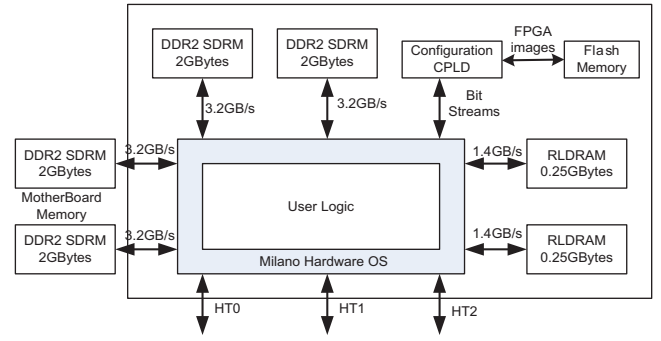 DDR2 SDRM
2GBytes
DDR2 SDRM
2GBytes
Configuration
CPLD
FPGA
images
Flash
Memory
3.2GB/s
3.2GB/s
Bit
Streams
DDR2 SDRM
2GBytes
3.2GB/s
1.4GB/s
RLDRAM
0.25GBytes
MotherBoard
Memory
User Logic
DDR2 SDRM
2GBytes
3.2GB/s
1.4GB/s
RLDRAM
0.25GBytes
Milano Hardware OS
HT0
HT1
HT2